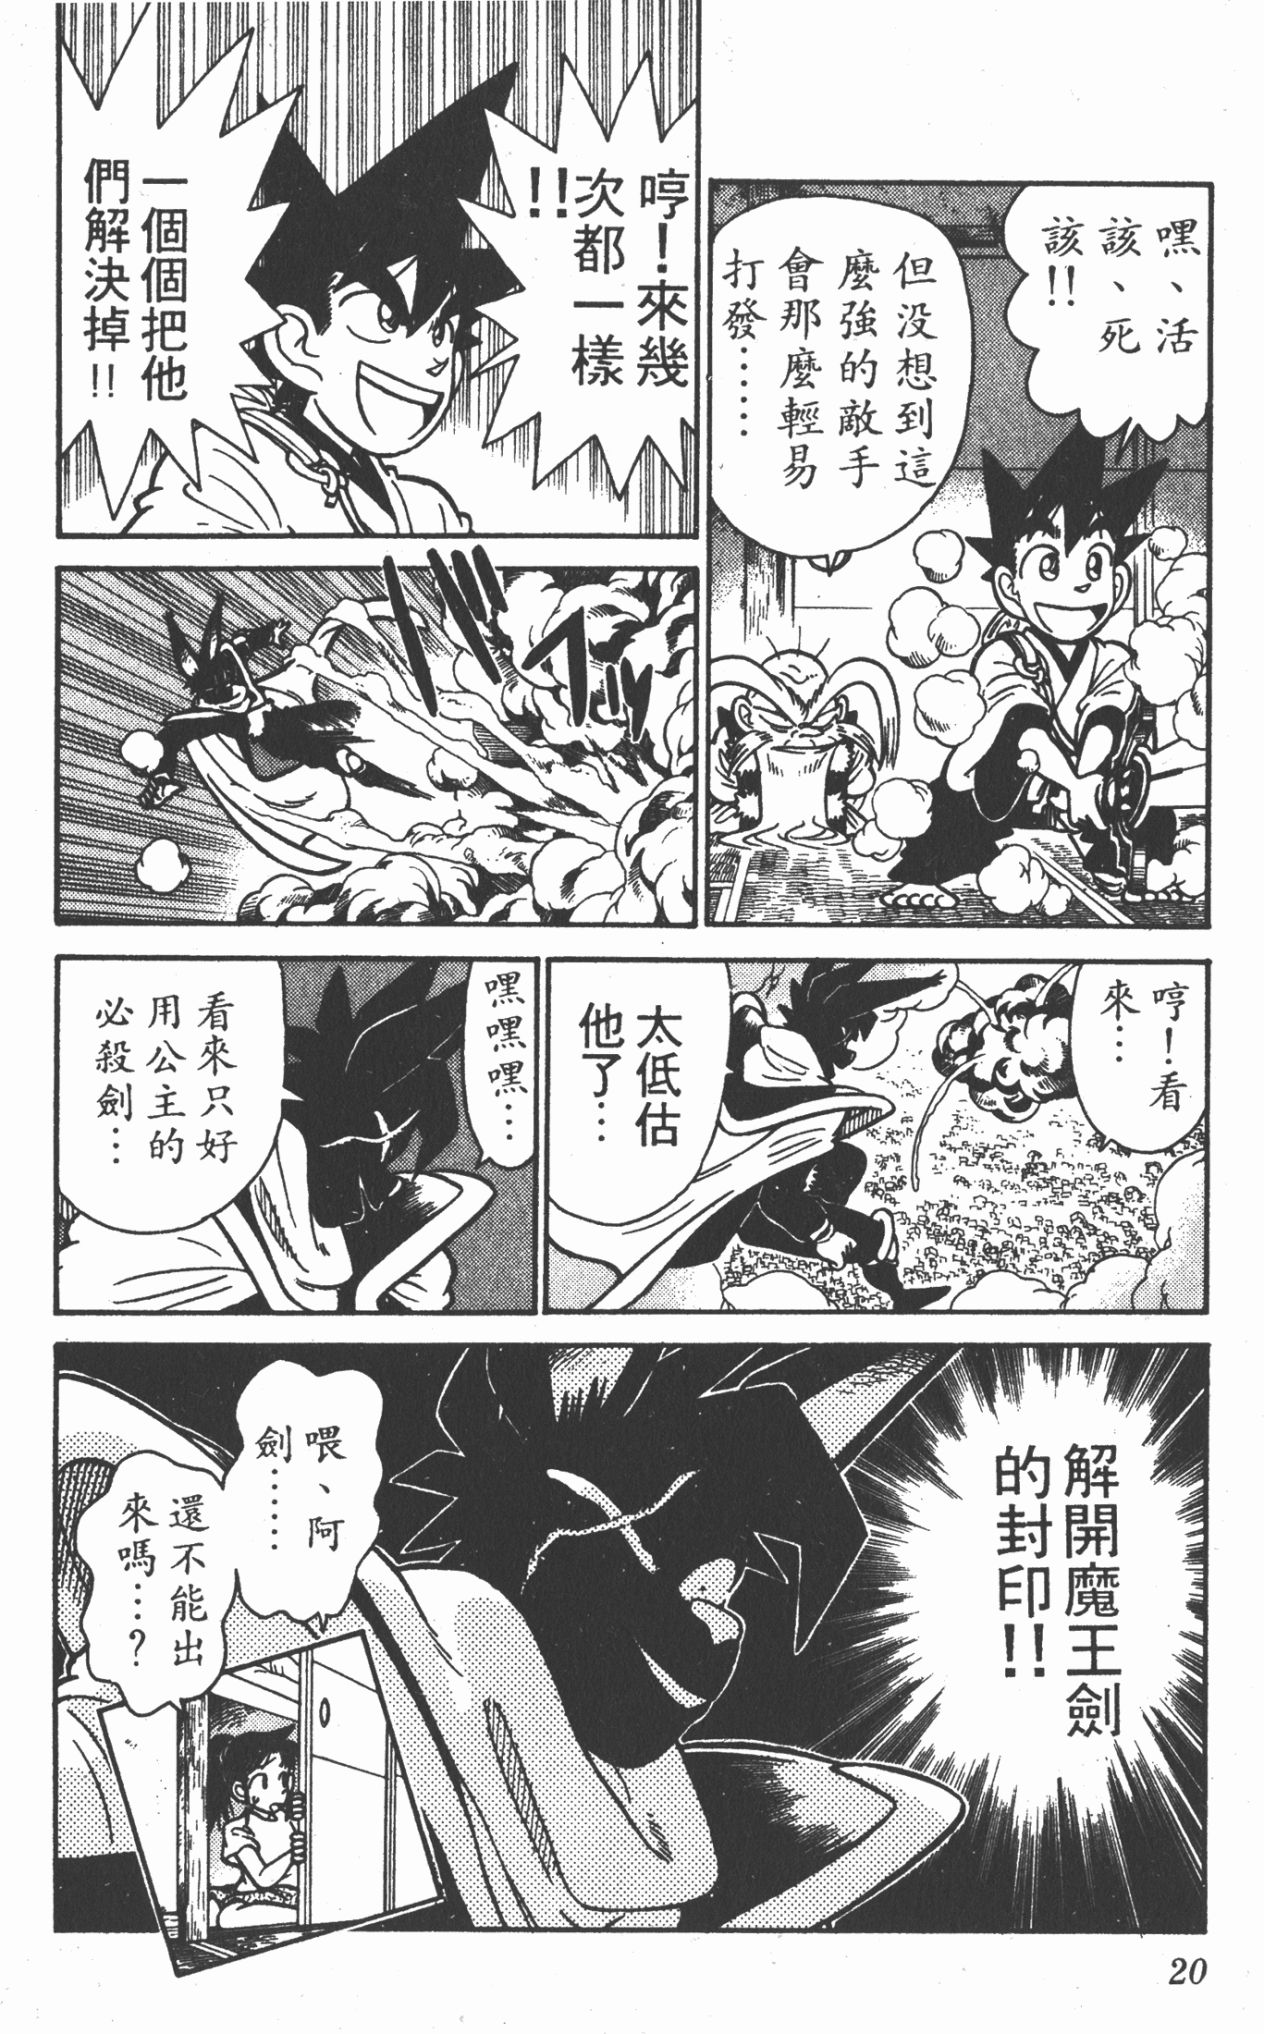 嘿、活
該、死
該!!
但没想到這
麼強的敵手
會那麼輕易
打發……
哼!來幾
次都一樣
!!
一個個把他
們解決掉!!
哼!看
來…
太低估
他了…
嘿嘿嘿…
看來只好
用公主的
必殺劍…
解開魔王劍
的封印!!
喂、阿
劍……
還不能出
來嗎…?
20